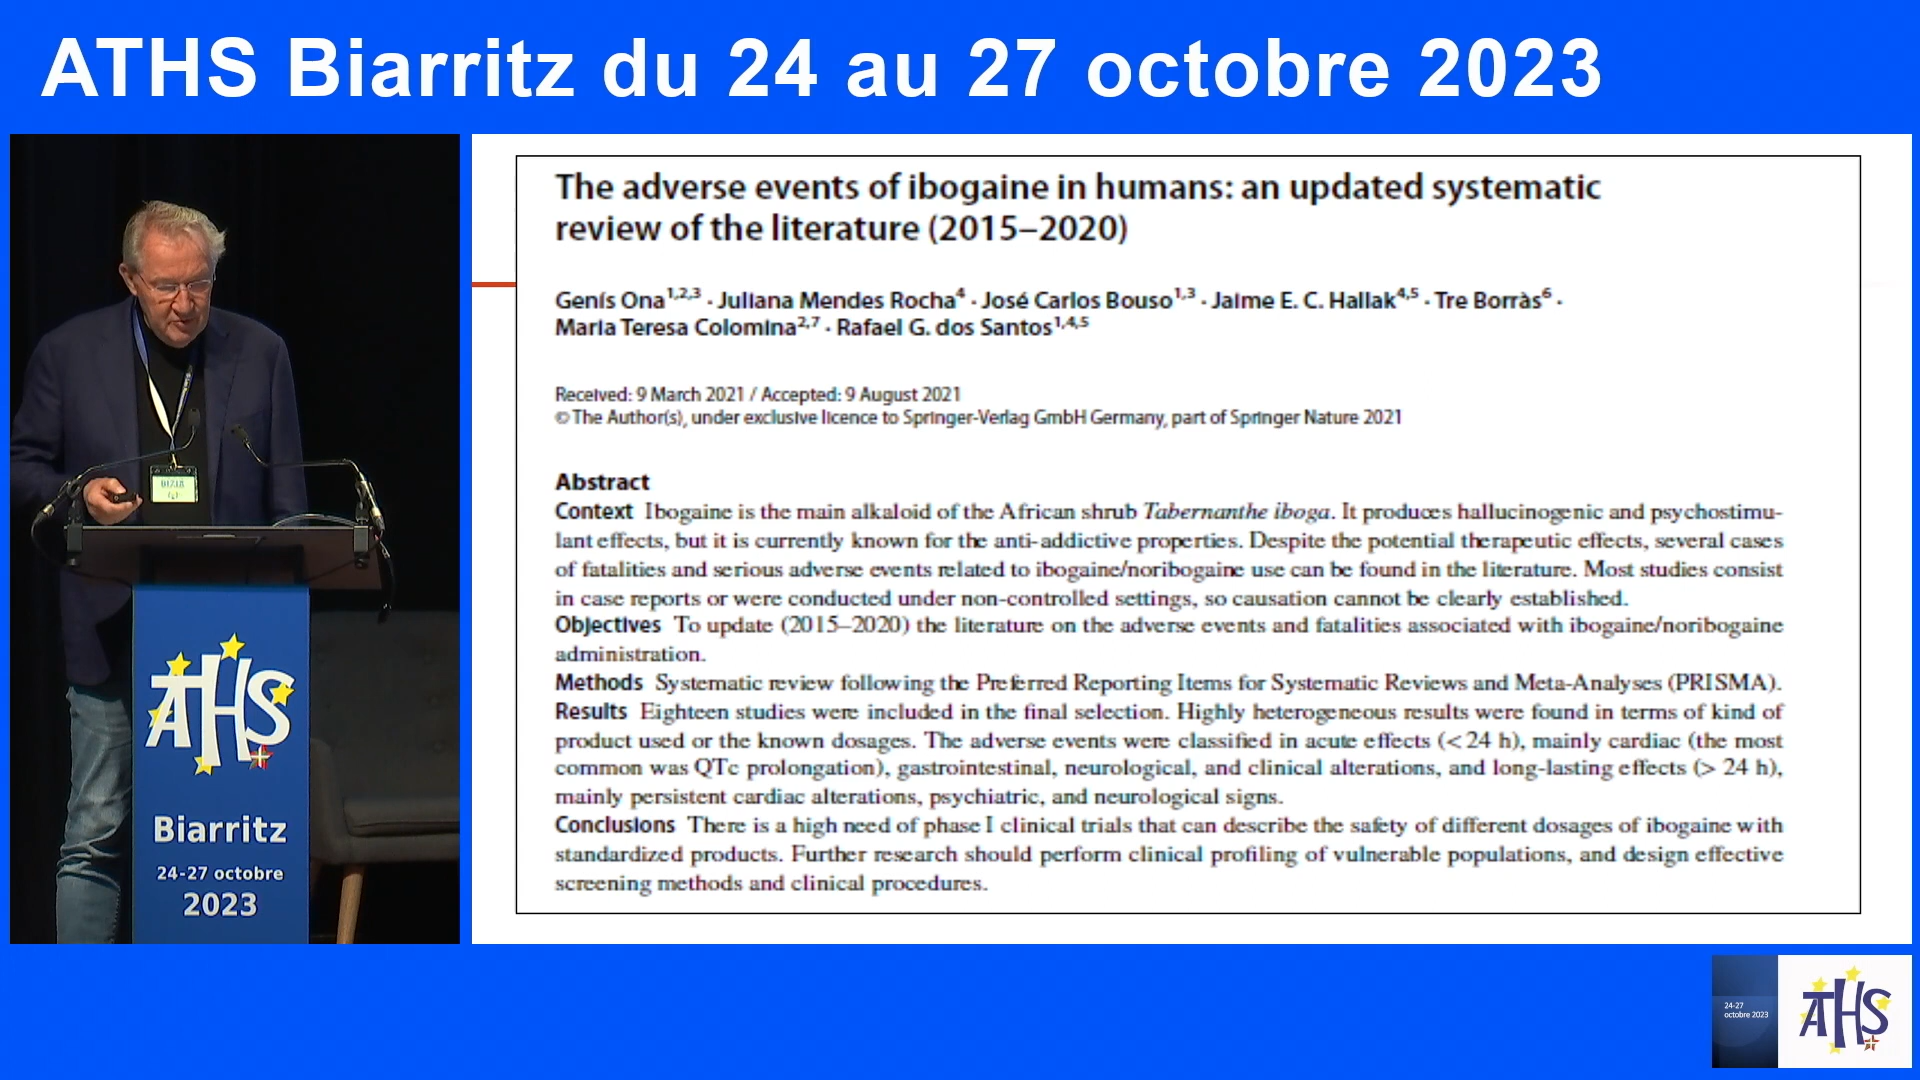 ATHS Biarritz du 24 au 27 octobre 2023
The adverse events of ibogaine in humans: an updated systematic
review of the literature (2015–2020)
Genís Ona1,2,3 · Juliana Mendes Rocha4 · José Carlos Bouso1,3 · Jaime E. C. Hallak4,5 · Tre Borràs6 ·
Maria Teresa Colomina2,7 · Rafael G. dos Santos1,4,5
Received: 9 March 2021 / Accepted: 9 August 2021
© The Author(s), under exclusive licence to Springer-Verlag GmbH Germany, part of Springer Nature 2021
Abstract
Context Ibogaine is the main alkaloid of the African shrub Tabernanthe iboga. It produces hallucinogenic and psychostimu-
lant effects, but it is currently known for the anti-addictive properties. Despite the potential therapeutic effects, several cases
of fatalities and serious adverse events related to ibogaine/noribogaine use can be found in the literature. Most studies consist
in case reports or were conducted under non-controlled settings, so causation cannot be clearly established.
Objectives To update (2015–2020) the literature on the adverse events and fatalities associated with ibogaine/noribogaine
administration.
Methods Systematic review following the Preferred Reporting Items for Systematic Reviews and Meta-Analyses (PRISMA).
Results Eighteen studies were included in the final selection. Highly heterogeneous results were found in terms of kind of
product used or the known dosages. The adverse events were classified in acute effects (< 24 h), mainly cardiac (the most
common was QTc prolongation), gastrointestinal, neurological, and clinical alterations, and long-lasting effects (> 24 h),
mainly persistent cardiac alterations, psychiatric, and neurological signs.
Conclusions There is a high need of phase I clinical trials that can describe the safety of different dosages of ibogaine with
standardized products. Further research should perform clinical profiling of vulnerable populations, and design effective
screening methods and clinical procedures.
ATHS
Biarritz
24-27 octobre
2023
24-27
octobre 2023
ATHS